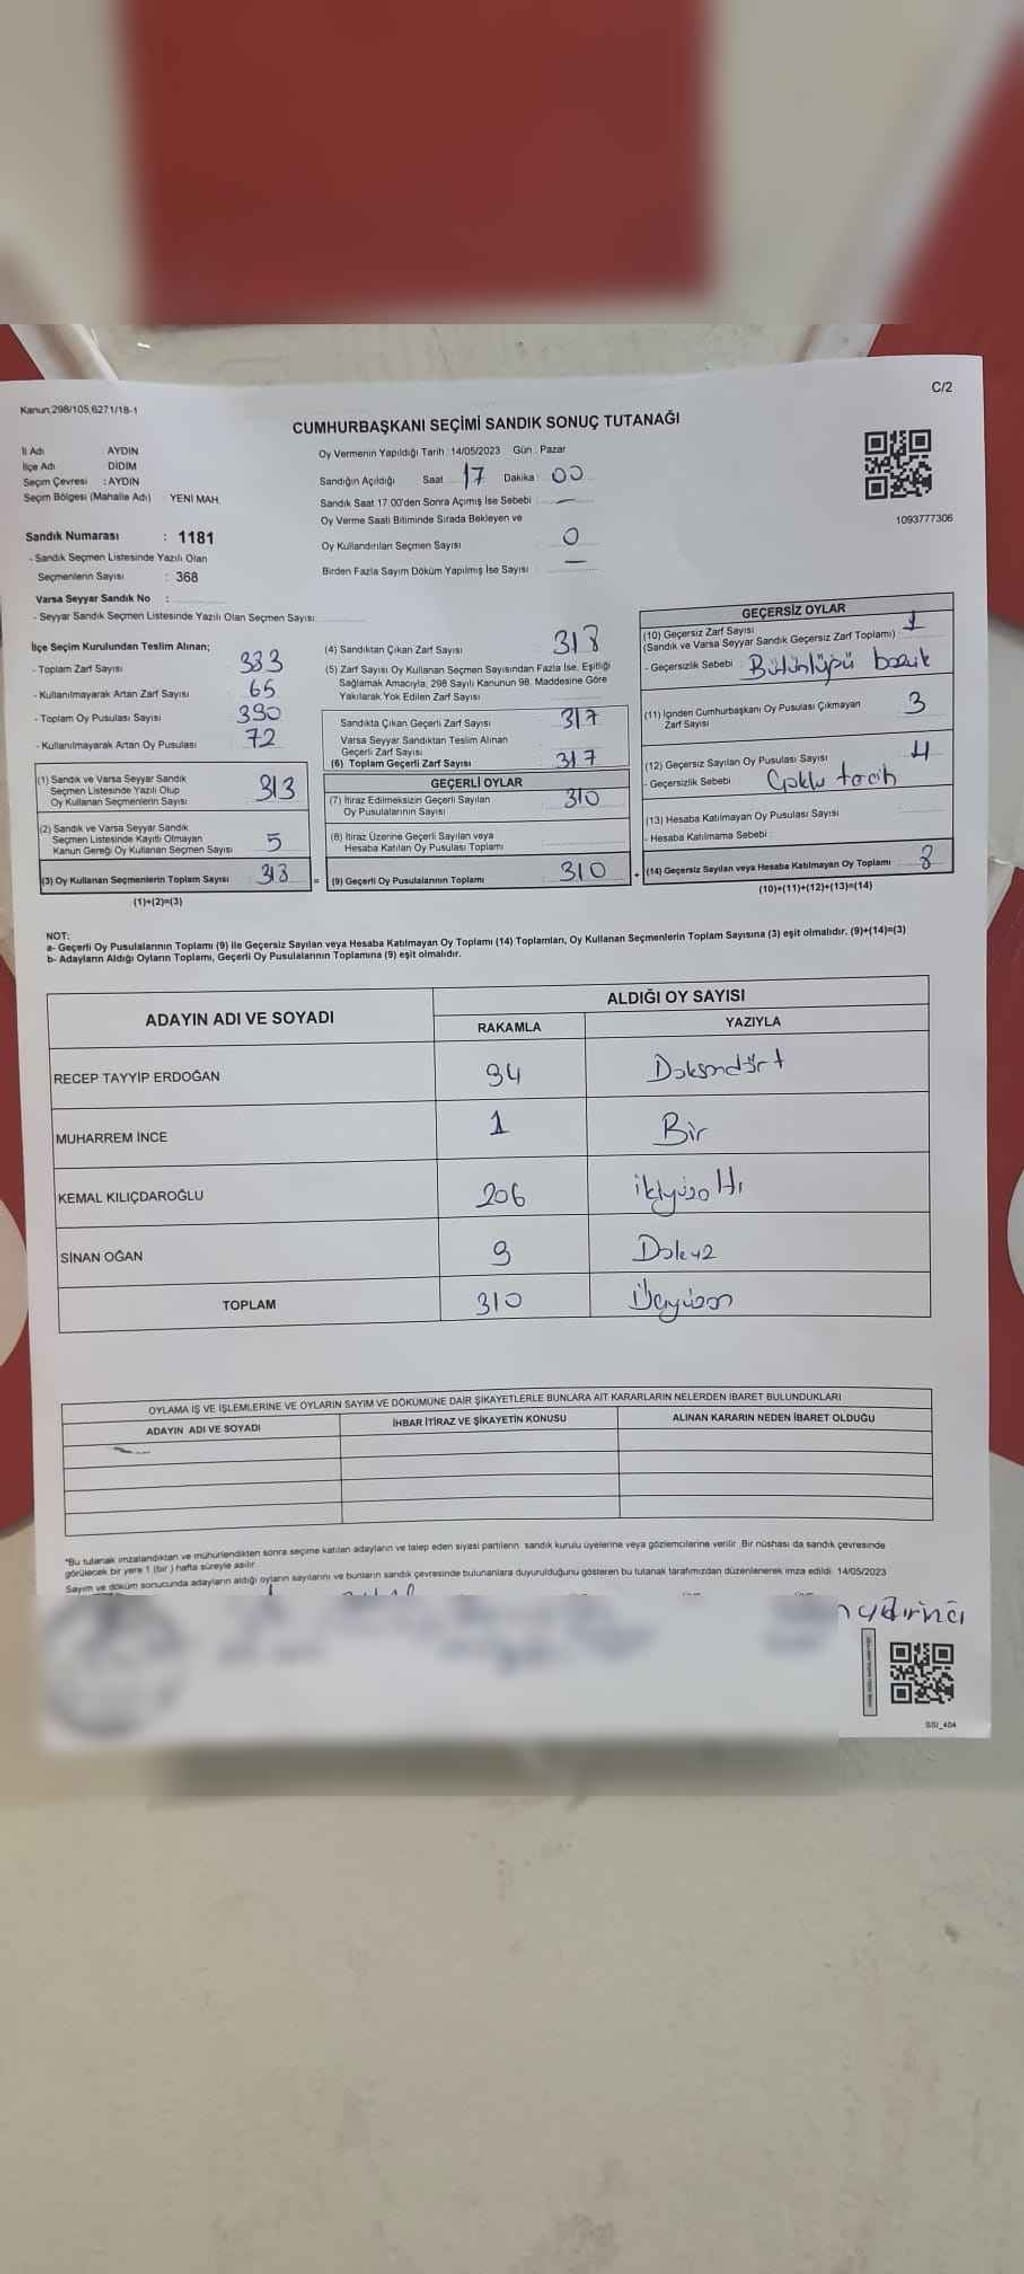 C/2
Kanun,298/105,6271/18-1
CUMHURBAŞKANI SEÇİMİ SANDIK SONUÇ TUTANAĞI
İl Adı : AYDIN
İlçe Adı DİDİM
Seçim Çevresi : AYDIN
Seçim Bölgesi (Mahalle Adı) YENİ MAH.
Sandık Numarası : 1181
- Sandık Seçmen Listesinde Yazılı Olan
Seçmenlerin Sayısı : 368
Varsa Seyyar Sandık No :
- Seyyar Sandık Seçmen Listesinde Yazılı Olan Seçmen Sayısı
Oy Vermenin Yapıldığı Tarih : 14/05/2023 Gün : Pazar
Sandığın Açıldığı Saat 17 Dakika : 00
Sandık Saat 17:00'den Sonra Açımış İse Sebebi —
Oy Verme Saati Bitiminde Sırada Bekleyen ve
Oy Kullandırılan Seçmen Sayısı 0
Birden Fazla Sayım Döküm Yapılmış İse Sayısı —
1093777306
İlçe Seçim Kurulundan Teslim Alınan;
- Toplam Zarf Sayısı 383
- Kullanılmayarak Artan Zarf Sayısı 65
- Toplam Oy Pusulası Sayısı 390
- Kullanılmayarak Artan Oy Pusulası 72
(1) Sandık ve Varsa Seyyar Sandık
Seçmen Listesinde Yazılı Olup
Oy Kullanan Seçmenlerin Sayısı 313
(2) Sandık ve Varsa Seyyar Sandık
Seçmen Listesinde Kayıtlı Olmayan
Kanun Gereği Oy Kullanan Seçmen Sayısı 5
(3) Oy Kullanan Seçmenlerin Toplam Sayısı 318 =
(1)+(2)=(3)
(4) Sandıktan Çıkan Zarf Sayısı 318
(5) Zarf Sayısı Oy Kullanan Seçmen Sayısından Fazla İse, Eşitliği
Sağlamak Amacıyla, 298 Sayılı Kanunun 98. Maddesine Göre
Yakılarak Yok Edilen Zarf Sayısı
Sandıkta Çıkan Geçerli Zarf Sayısı 317
Varsa Seyyar Sandıktan Teslim Alınan
Geçerli Zarf Sayısı
(6) Toplam Geçerli Zarf Sayısı 317
GEÇERLİ OYLAR
(7) İtiraz Edilmeksizin Geçerli Sayılan
Oy Pusulalarının Sayısı 310
(8) İtiraz Üzerine Geçerli Sayılan veya
Hesaba Katılan Oy Pusulası Toplamı
(9) Geçerli Oy Pusulalarının Toplamı 310 +
GEÇERSİZ OYLAR
(10) Geçersiz Zarf Sayısı
(Sandık ve Varsa Seyyar Sandık Geçersiz Zarf Toplamı) 1
- Geçersizlik Sebebi Bütünlüğü bozuk
(11) İçinden Cumhurbaşkanı Oy Pusulası Çıkmayan
Zarf Sayısı 3
(12) Geçersiz Sayılan Oy Pusulası Sayısı 4
- Geçersizlik Sebebi Çoklu tercih
(13) Hesaba Katılmayan Oy Pusulası Sayısı
- Hesaba Katılmama Sebebi :
(14) Geçersiz Sayılan veya Hesaba Katılmayan Oy Toplamı 8
(10)+(11)+(12)+(13)=(14)
NOT:
a- Geçerli Oy Pusulalarının Toplamı (9) ile Geçersiz Sayılan veya Hesaba Katılmayan Oy Toplamı (14) Toplamları, Oy Kullanan Seçmenlerin Toplam Sayısına (3) eşit olmalıdır. (9)+(14)=(3)
b- Adayların Aldığı Oyların Toplamı, Geçerli Oy Pusulalarının Toplamına (9) eşit olmalıdır.
ADAYIN ADI VE SOYADI
ALDIĞI OY SAYISI
RAKAMLA YAZIYLA
RECEP TAYYİP ERDOĞAN 94 Doksandört
MUHARREM İNCE 1 Bir
KEMAL KILIÇDAROĞLU 206 ikiyüzaltı
SİNAN OĞAN 9 Dokuz
TOPLAM 310 Üçyüzon
OYLAMA İŞ VE İŞLEMLERİNE VE OYLARIN SAYIM VE DÖKÜMÜNE DAİR ŞİKAYETLERLE BUNLARA AİT KARARLARIN NELERDEN İBARET BULUNDUKLARI
ADAYIN ADI VE SOYADI İHBAR İTİRAZ VE ŞİKAYETİN KONUSU ALINAN KARARIN NEDEN İBARET OLDUĞU
*Bu tutanak imzalandıktan ve mühürlendikten sonra seçime katılan adayların ve talep eden siyasi partilerin sandık kurulu üyelerine veya gözlemcilerine verilir. Bir nüshası da sandık çevresinde
görülecek bir yere 1 (bir ) hafta süreyle asılır.
Sayım ve döküm sonucunda adayların aldığı oyların sayılarını ve bunların sandık çevresinde bulunanlara duyurulduğunu gösteren bu tutanak tarafımızdan düzenlenerek imza edildi. 14/05/2023
SSI_404